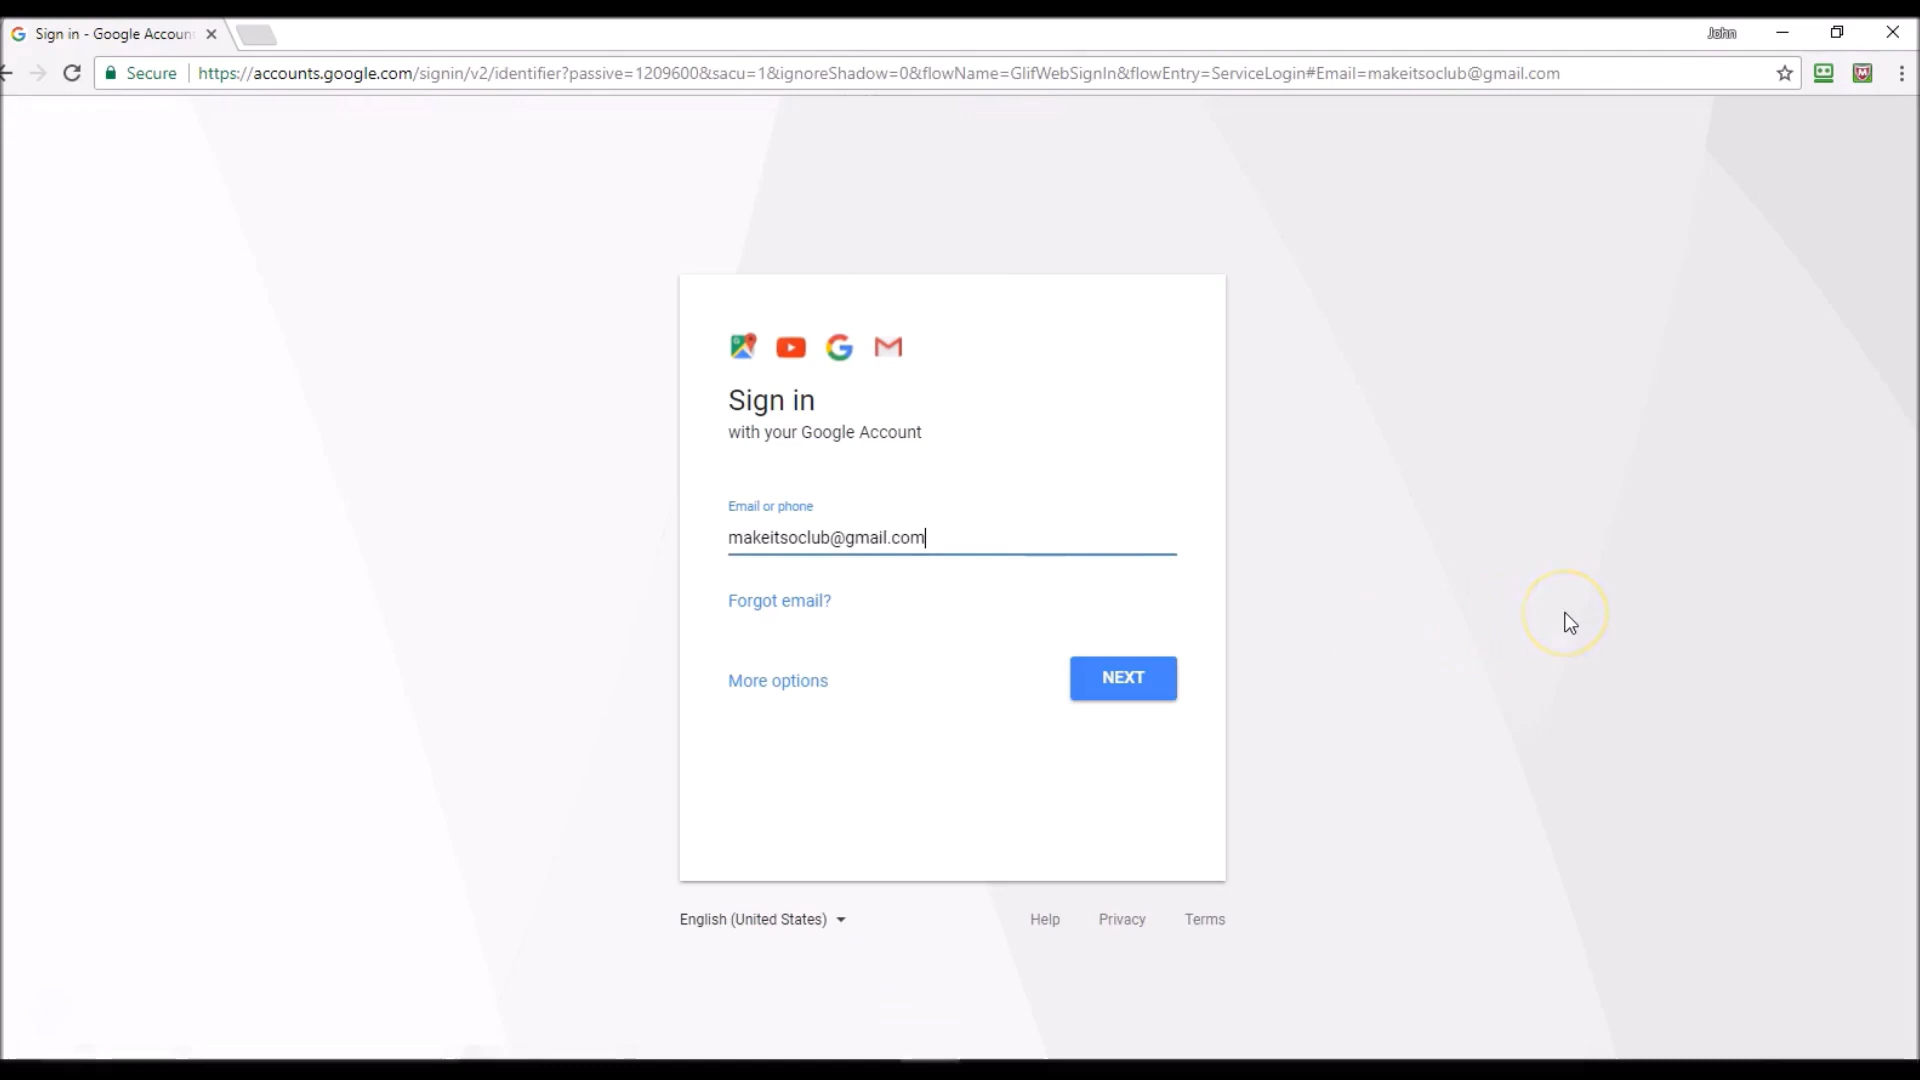 Sign in - Google Accoun
John
Secure
https://accounts.google.com/signin/v2/identifier?passive=1209600&sacu=1&ignoreShadow=0&flowName=GlifWebSignIn&flowEntry=ServiceLogin#Email=makeitsoclub@gmail.com
Sign in
with your Google Account
Email or phone
makeitsoclub@gmail.com
Forgot email?
More options
NEXT
English (United States)
Help
Privacy
Terms